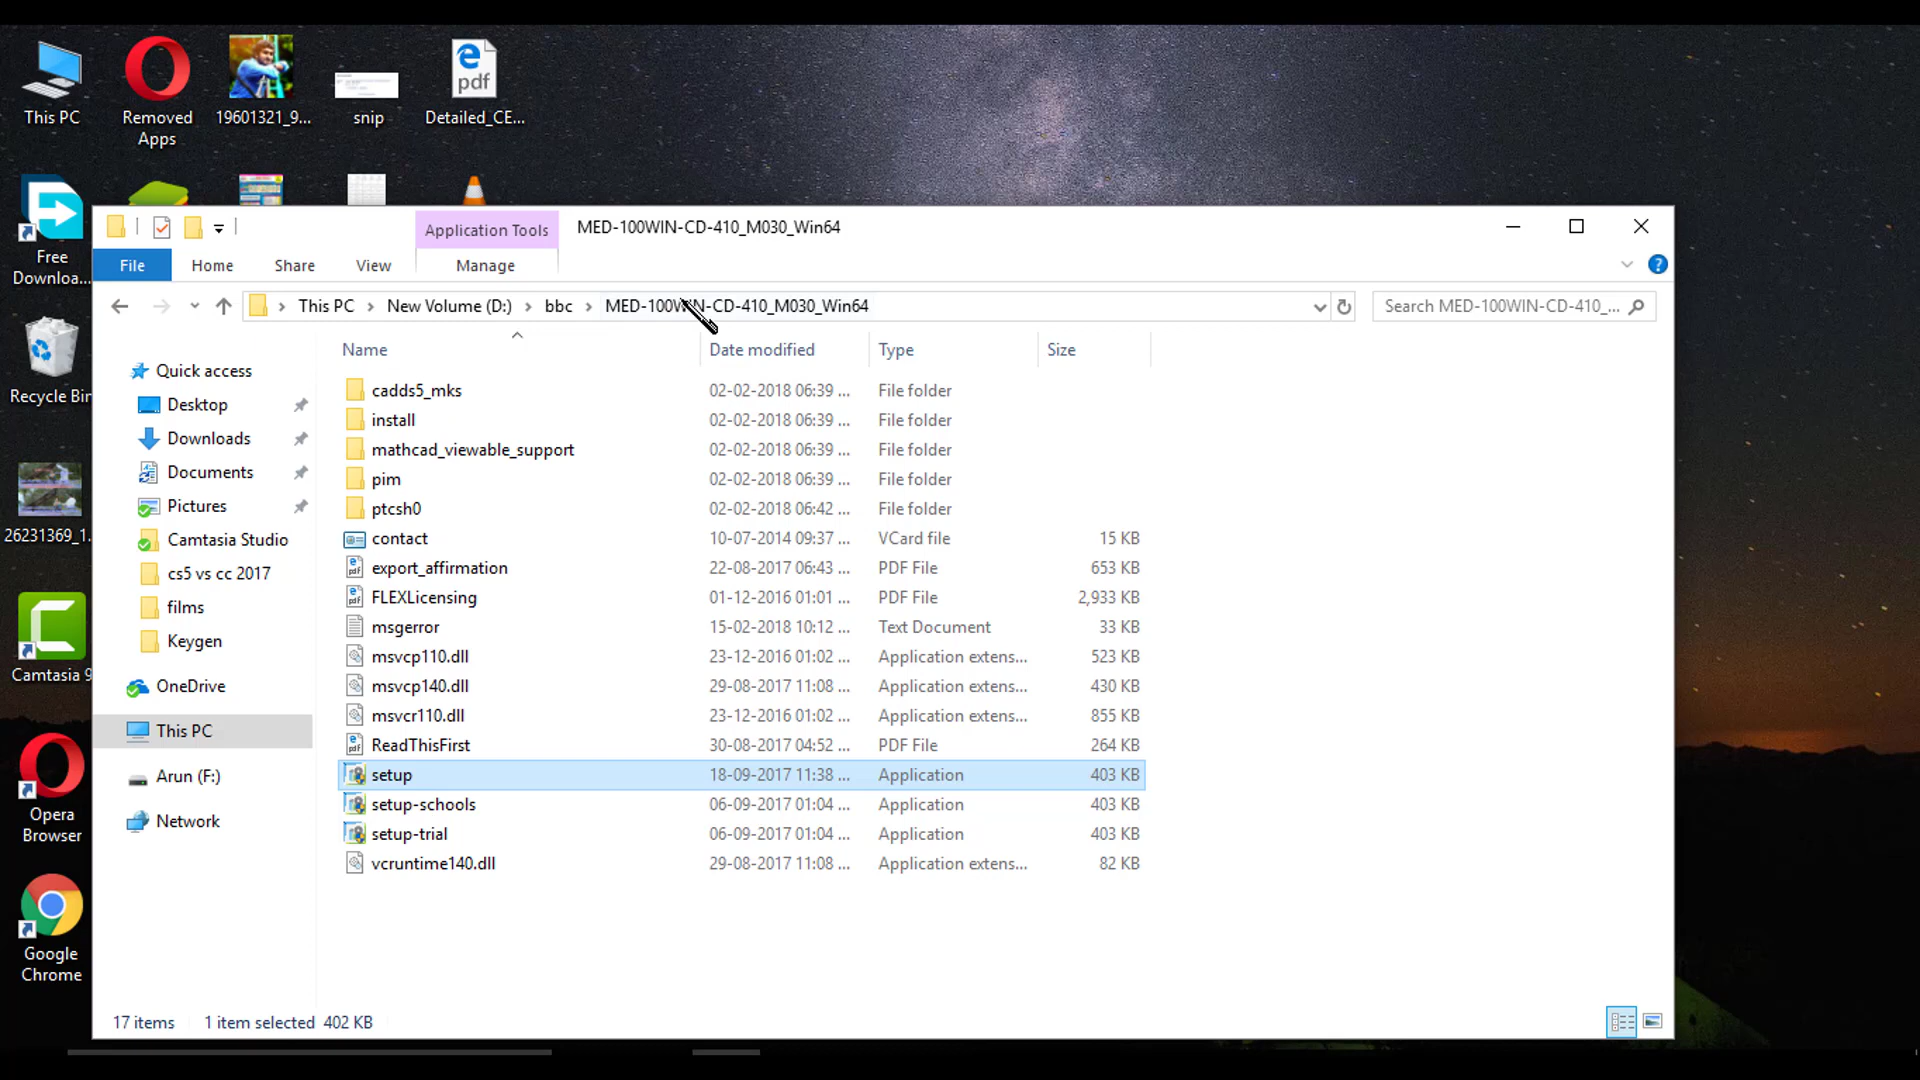 This PC
Removed
Apps
19601321_9...
snip
Detailed_CE...
pdf
Free
Downloa...
Recycle Bin
26231369_1...
Camtasia 9
Opera
Browser
Google
Chrome
Application Tools
MED-100WIN-CD-410_M030_Win64
File
Home
Share
View
Manage
This PC
New Volume (D:)
bbc
MED-100WIN-CD-410_M030_Win64
Search MED-100WIN-CD-410_...
Quick access
Desktop
Downloads
Documents
Pictures
Camtasia Studio
cs5 vs cc 2017
films
Keygen
OneDrive
This PC
Arun (F:)
Network
Name Date modified Type Size
cadds5_mks 02-02-2018 06:39 ... File folder
install 02-02-2018 06:39 ... File folder
mathcad_viewable_support 02-02-2018 06:39 ... File folder
pim 02-02-2018 06:39 ... File folder
ptcsh0 02-02-2018 06:42 ... File folder
contact 10-07-2014 09:37 ... VCard file 15 KB
export_affirmation 22-08-2017 06:43 ... PDF File 653 KB
FLEXLicensing 01-12-2016 01:01 ... PDF File 2,933 KB
msgerror 15-02-2018 10:12 ... Text Document 33 KB
msvcp110.dll 23-12-2016 01:02 ... Application extens... 523 KB
msvcp140.dll 29-08-2017 11:08 ... Application extens... 430 KB
msvcr110.dll 23-12-2016 01:02 ... Application extens... 855 KB
ReadThisFirst 30-08-2017 04:52 ... PDF File 264 KB
setup 18-09-2017 11:38 ... Application 403 KB
setup-schools 06-09-2017 01:04 ... Application 403 KB
setup-trial 06-09-2017 01:04 ... Application 403 KB
vcruntime140.dll 29-08-2017 11:08 ... Application extens... 82 KB
17 items 1 item selected 402 KB